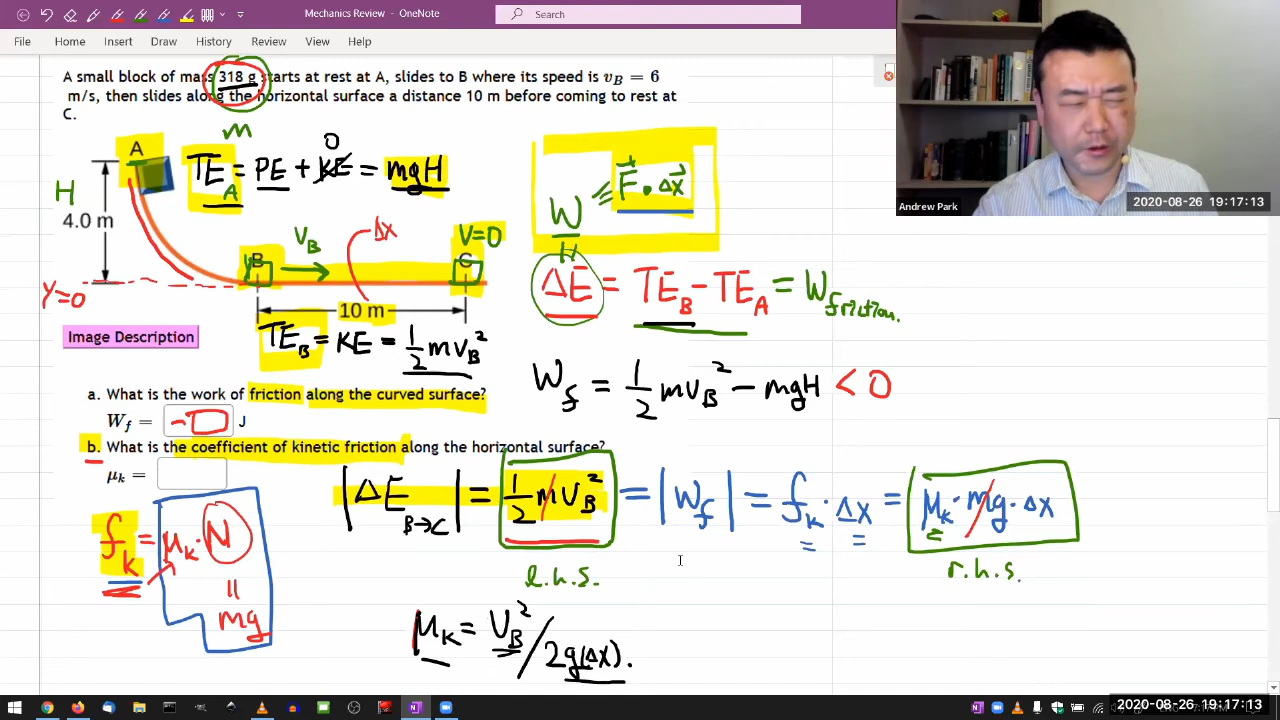 Mechanics Review - OneNote
Search
File Home Insert Draw History Review View Help
A small block of mass 318 g starts at rest at A, slides to B where its speed is v_B = 6
m/s, then slides along the horizontal surface a distance 10 m before coming to rest at
C.
m
A
TE_A = PE + KE = mgH
0
H
4.0 m
V_B
Δx
V=0
B
C
y=0
10 m
Image Description
TE_B = KE = 1/2 mv_B^2
W = F · Δx
ΔE = TE_B - TE_A = W_friction.
W_f = 1/2 mv_B^2 - mgH < 0
a. What is the work of friction along the curved surface?
W_f = - J
b. What is the coefficient of kinetic friction along the horizontal surface?
μ_k =
|ΔE_B→C| = 1/2 mv_B^2 = |W_f| = f_k · Δx = μ_k · mg · Δx
l.h.s.
r.h.s.
f_k = μ_k · N
=
mg
μ_k = V_B^2 / 2g(Δx).
Andrew Park
2020-08-26 19:17:13
2020-08-26 19:17:13